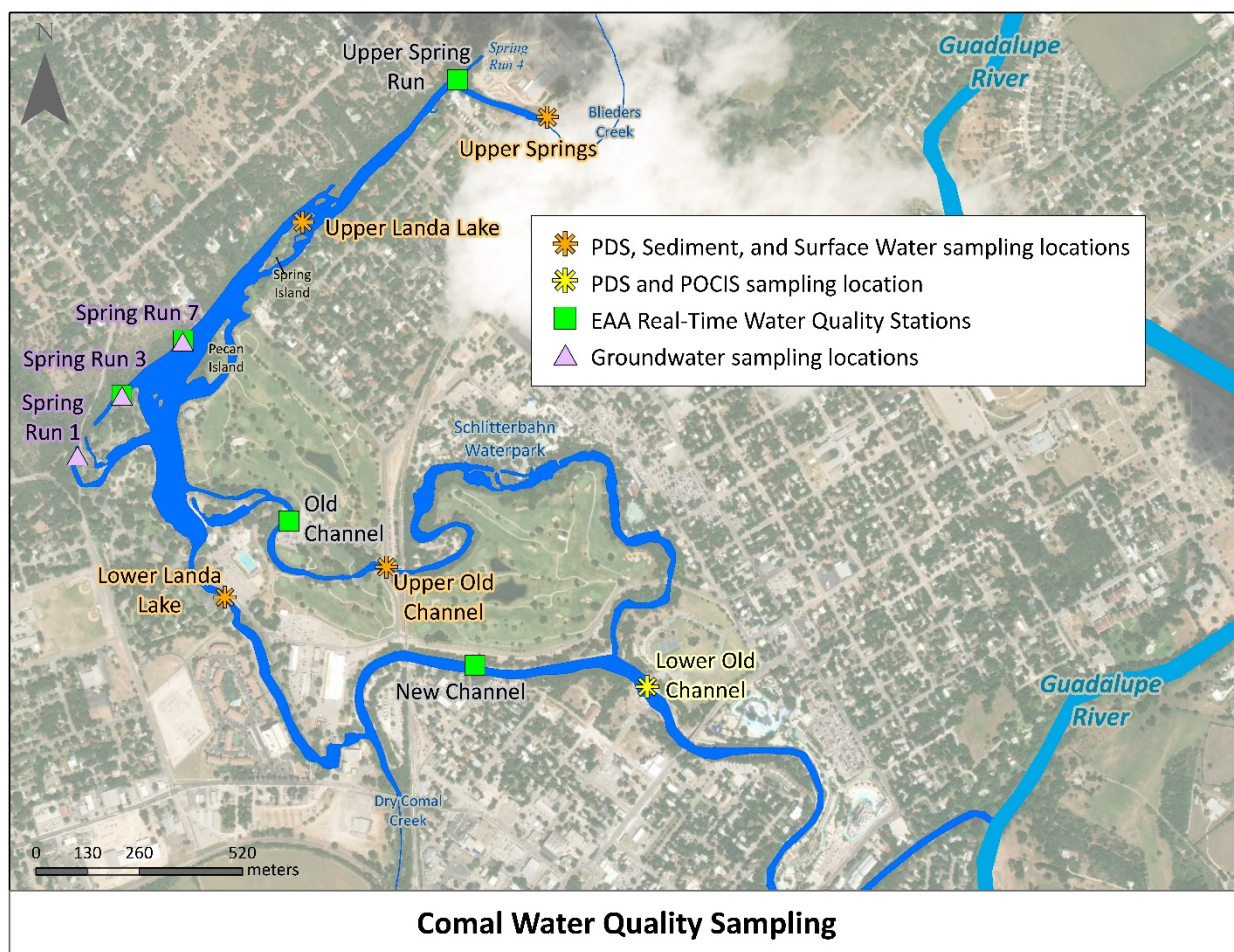 N
Upper Spring
Run
Spring
Run 4
Guadalupe
River
Blieders
Creek
Upper Springs
Upper Landa Lake
PDS, Sediment, and Surface Water sampling locations
PDS and POCIS sampling location
EAA Real-Time Water Quality Stations
Groundwater sampling locations
Spring
Island
Spring Run 7
Pecan
Island
Spring Run 3
Spring
Run 1
Schlitterbahn
Waterpark
Old
Channel
Lower Landa
Lake
Upper Old
Channel
Lower Old
Channel
New Channel
Guadalupe
River
Dry Comal
Creek
0 130 260 520
meters
Comal Water Quality Sampling